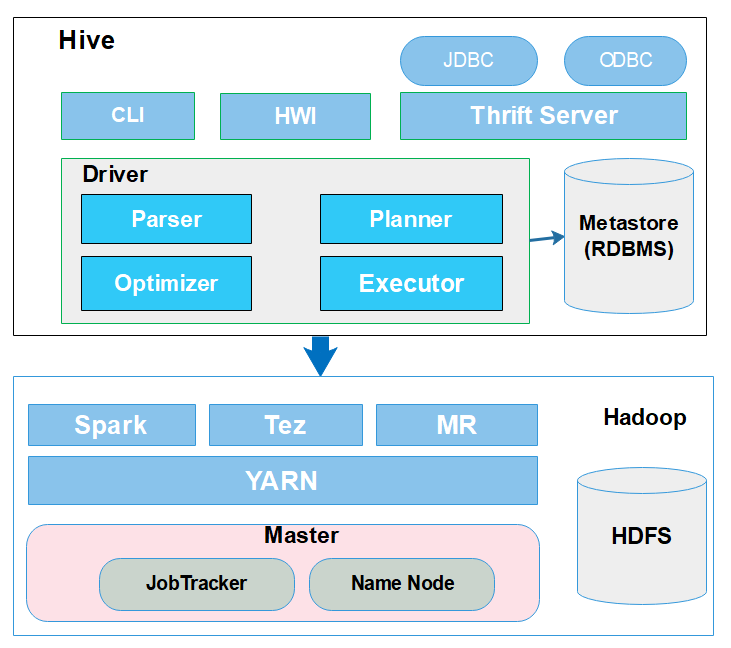 Hive
JDBC
ODBC
CLI
HWI
Thrift Server
Driver
Parser
Planner
Optimizer
Executor
Metastore
(RDBMS)
Spark
Tez
MR
Hadoop
YARN
HDFS
Master
JobTracker
Name Node